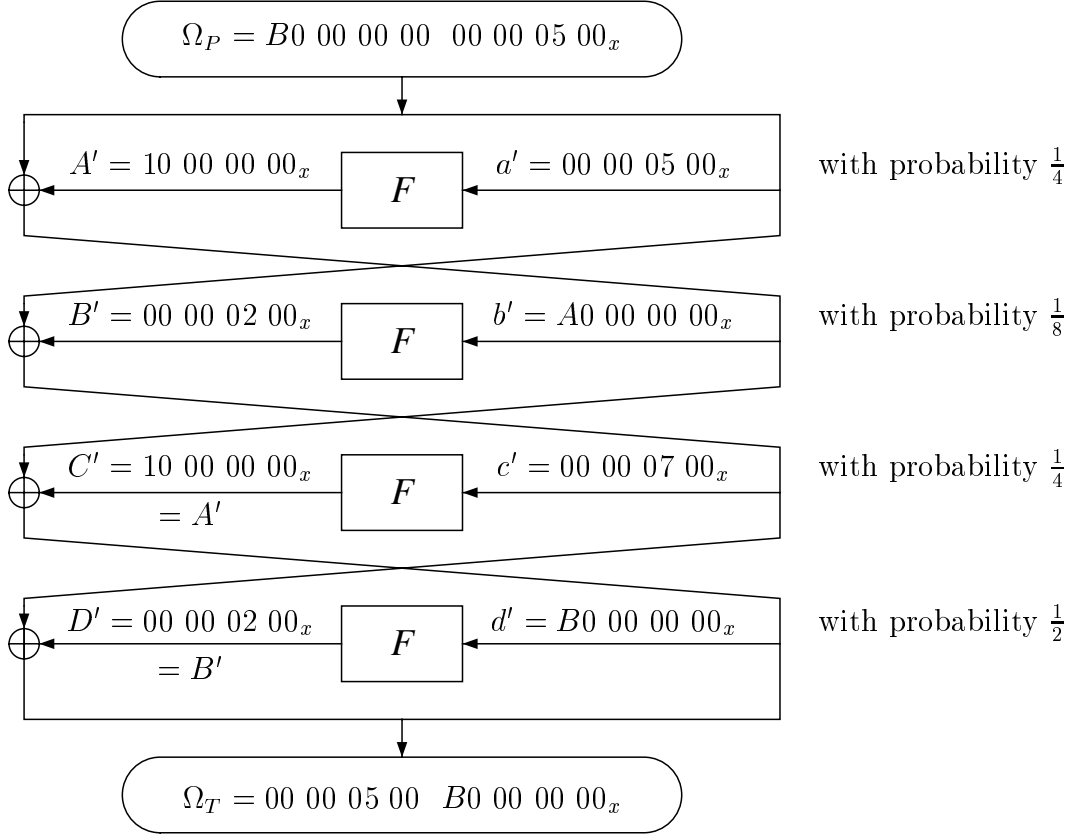 Ω_P = B0 00 00 00 00 00 05 00_x
A′ = 10 00 00 00_x F a′ = 00 00 05 00_x with probability 1/4
B′ = 00 00 02 00_x F b′ = A0 00 00 00_x with probability 1/8
C′ = 10 00 00 00_x F c′ = 00 00 07 00_x with probability 1/4
= A′
D′ = 00 00 02 00_x F d′ = B0 00 00 00_x with probability 1/2
= B′
Ω_T = 00 00 05 00 B0 00 00 00_x